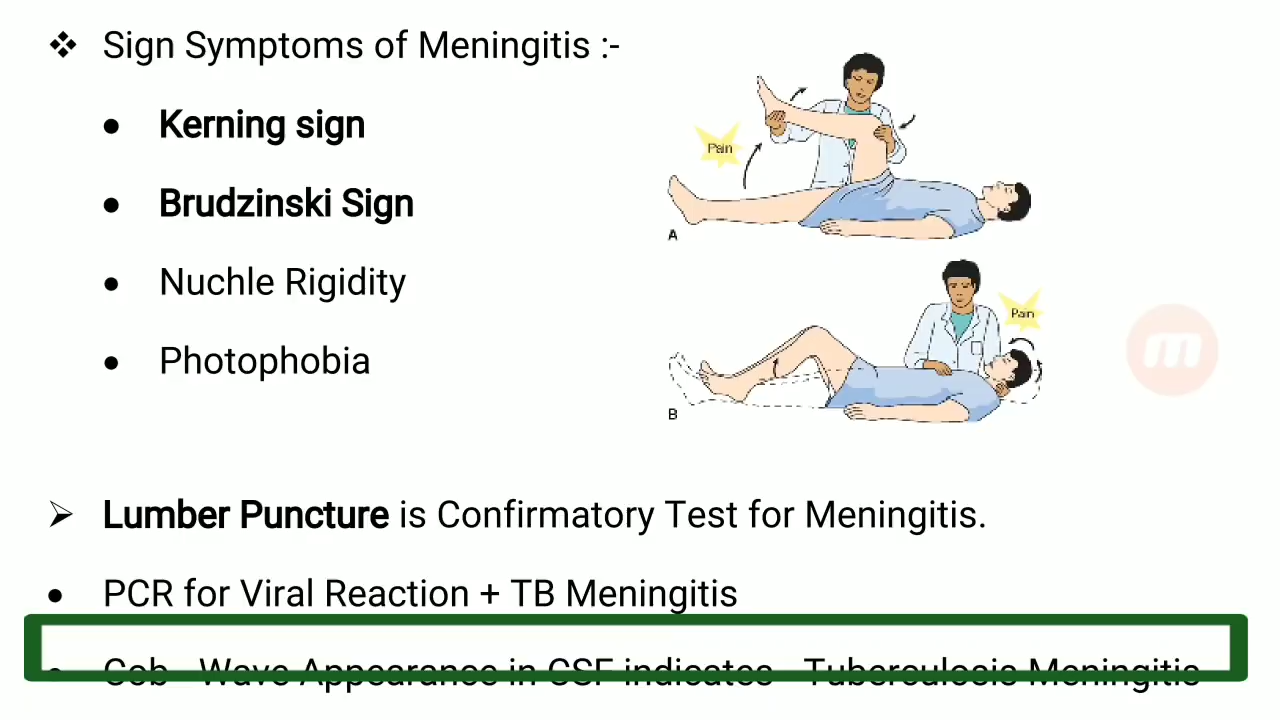 ❖ Sign Symptoms of Meningitis :-
• Kerning sign
• Brudzinski Sign
• Nuchle Rigidity
• Photophobia
Pain
A
Pain
B
➢ Lumber Puncture is Confirmatory Test for Meningitis.
• PCR for Viral Reaction + TB Meningitis
• Cob - Wave Appearance in CSF indicates - Tuberculosis Meningitis
m